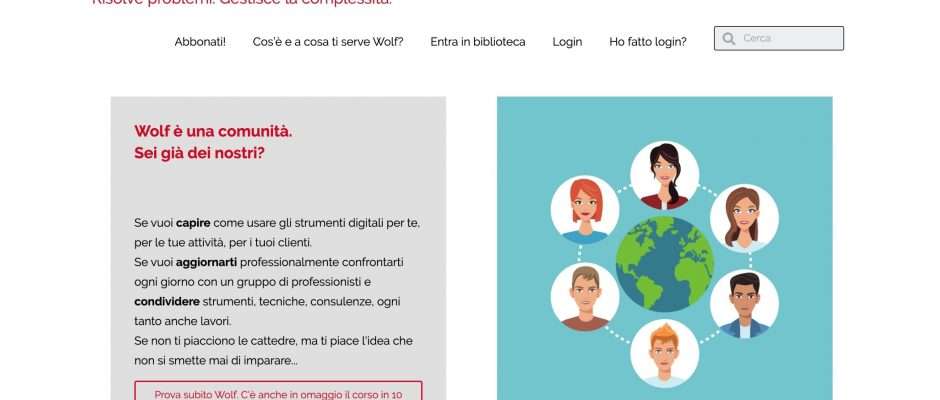 Risolve problemi. Gestisce la complessità.
Abbonati! Cos'è e a cosa ti serve Wolf? Entra in biblioteca Login Ho fatto login? Cerca
Wolf è una comunità.
Sei già dei nostri?
Se vuoi capire come usare gli strumenti digitali per te,
per le tue attività, per i tuoi clienti.
Se vuoi aggiornarti professionalmente confrontarti
ogni giorno con un gruppo di professionisti e
condividere strumenti, tecniche, consulenze, ogni
tanto anche lavori.
Se non ti piacciono le cattedre, ma ti piace l'idea che
non si smette mai di imparare...
Prova subito Wolf. C'è anche in omaggio il corso in 10